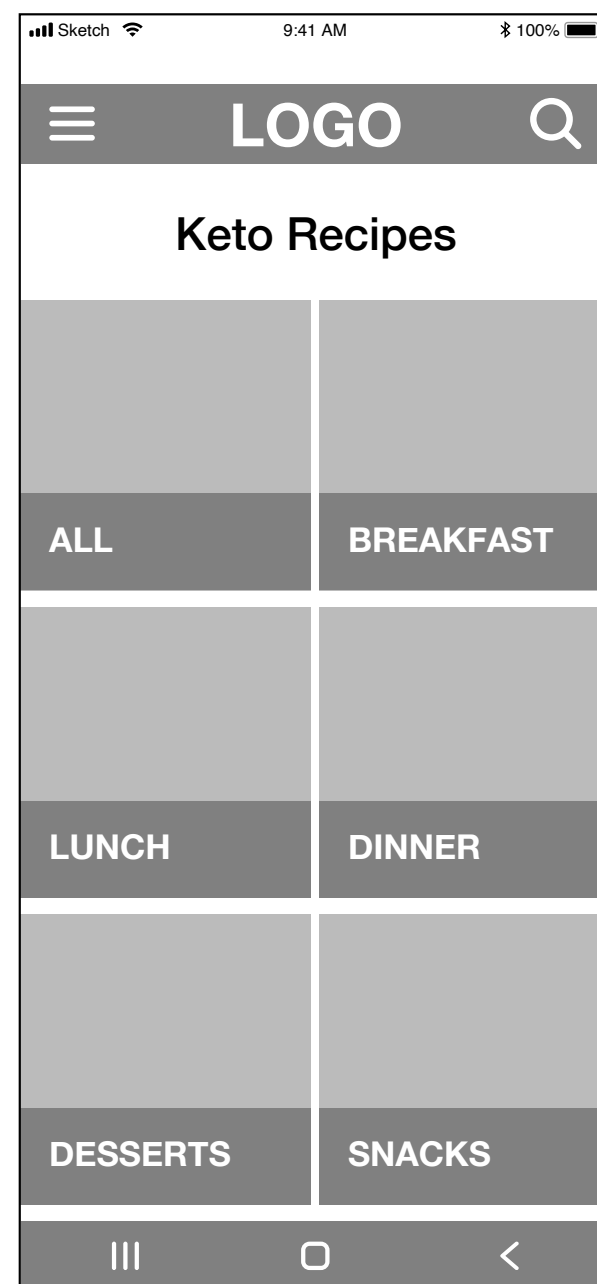 Sketch 9:41 AM 100%
LOGO
Keto Recipes
ALL BREAKFAST
LUNCH DINNER
DESSERTS SNACKS